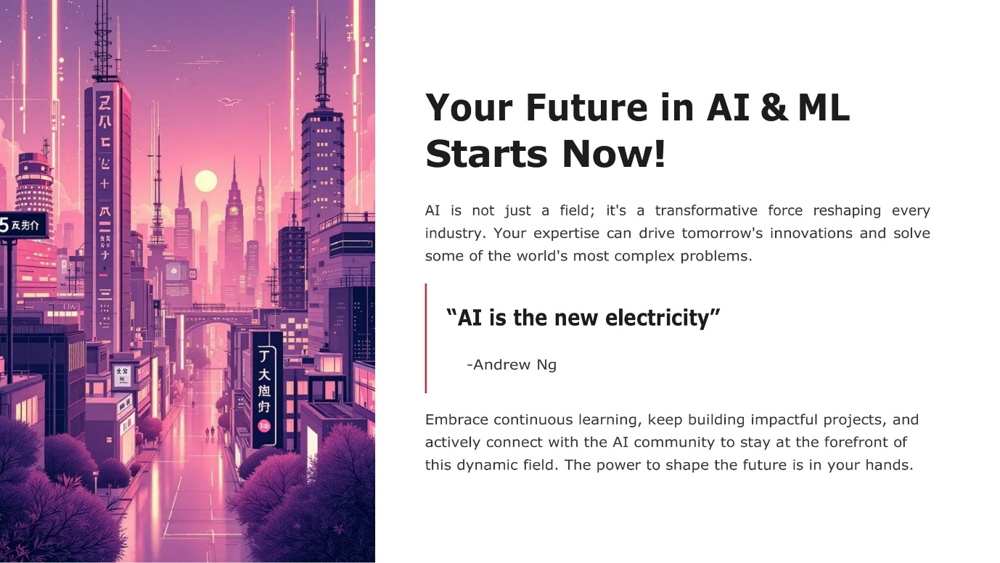 Your Future in AI & ML
Starts Now!
AI is not just a field; it's a transformative force reshaping every
industry. Your expertise can drive tomorrow's innovations and solve
some of the world's most complex problems.
“AI is the new electricity”
-Andrew Ng
Embrace continuous learning, keep building impactful projects, and
actively connect with the AI community to stay at the forefront of
this dynamic field. The power to shape the future is in your hands.